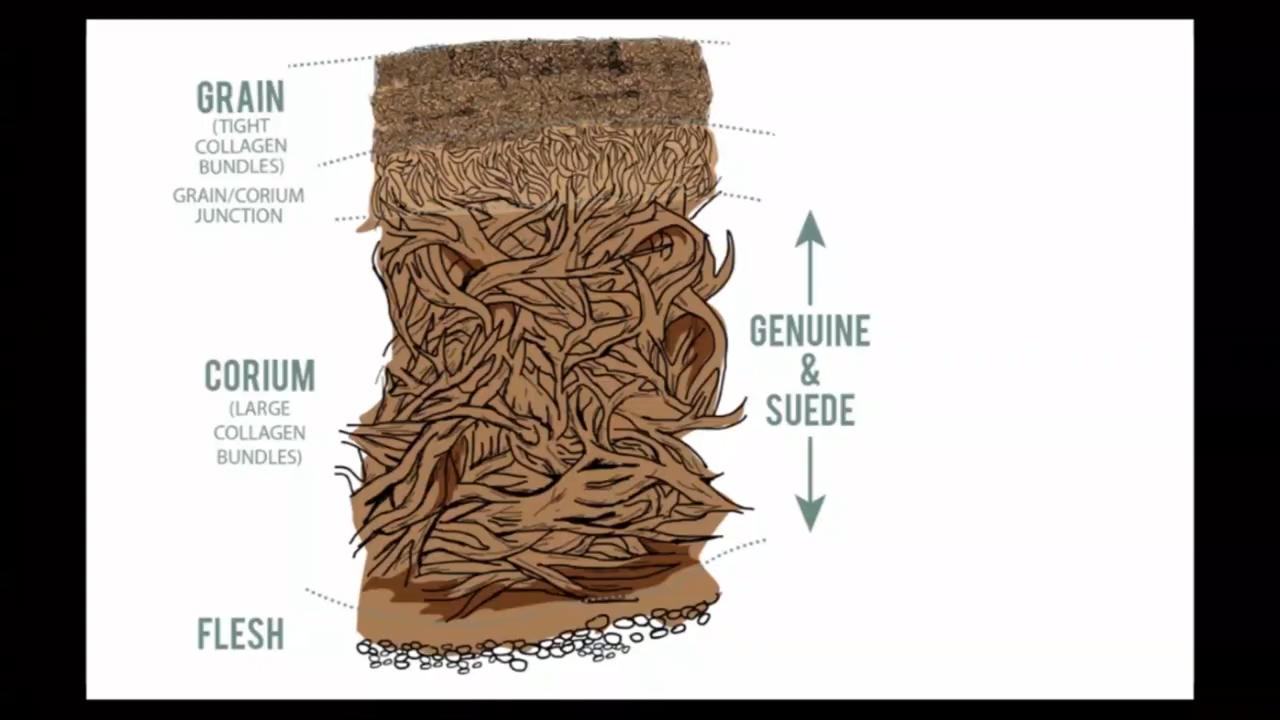 GRAIN
(TIGHT
COLLAGEN
BUNDLES)
GRAIN/CORIUM
JUNCTION
CORIUM
(LARGE
COLLAGEN
BUNDLES)
FLESH
GENUINE
&
SUEDE